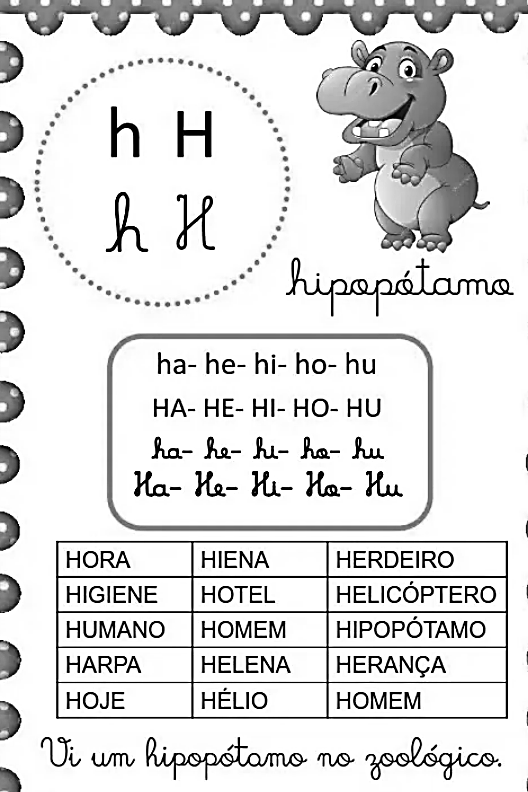 h H
h H
hipopótamo
ha- he- hi- ho- hu
HA- HE- HI- HO- HU
ha- he- hi- ho- hu
Ha- He- Hi- Ho- Hu
HORA HIENA HERDEIRO
HIGIENE HOTEL HELICÓPTERO
HUMANO HOMEM HIPOPÓTAMO
HARPA HELENA HERANÇA
HOJE HÉLIO HOMEM
Vi um hipopótamo no zoológico.